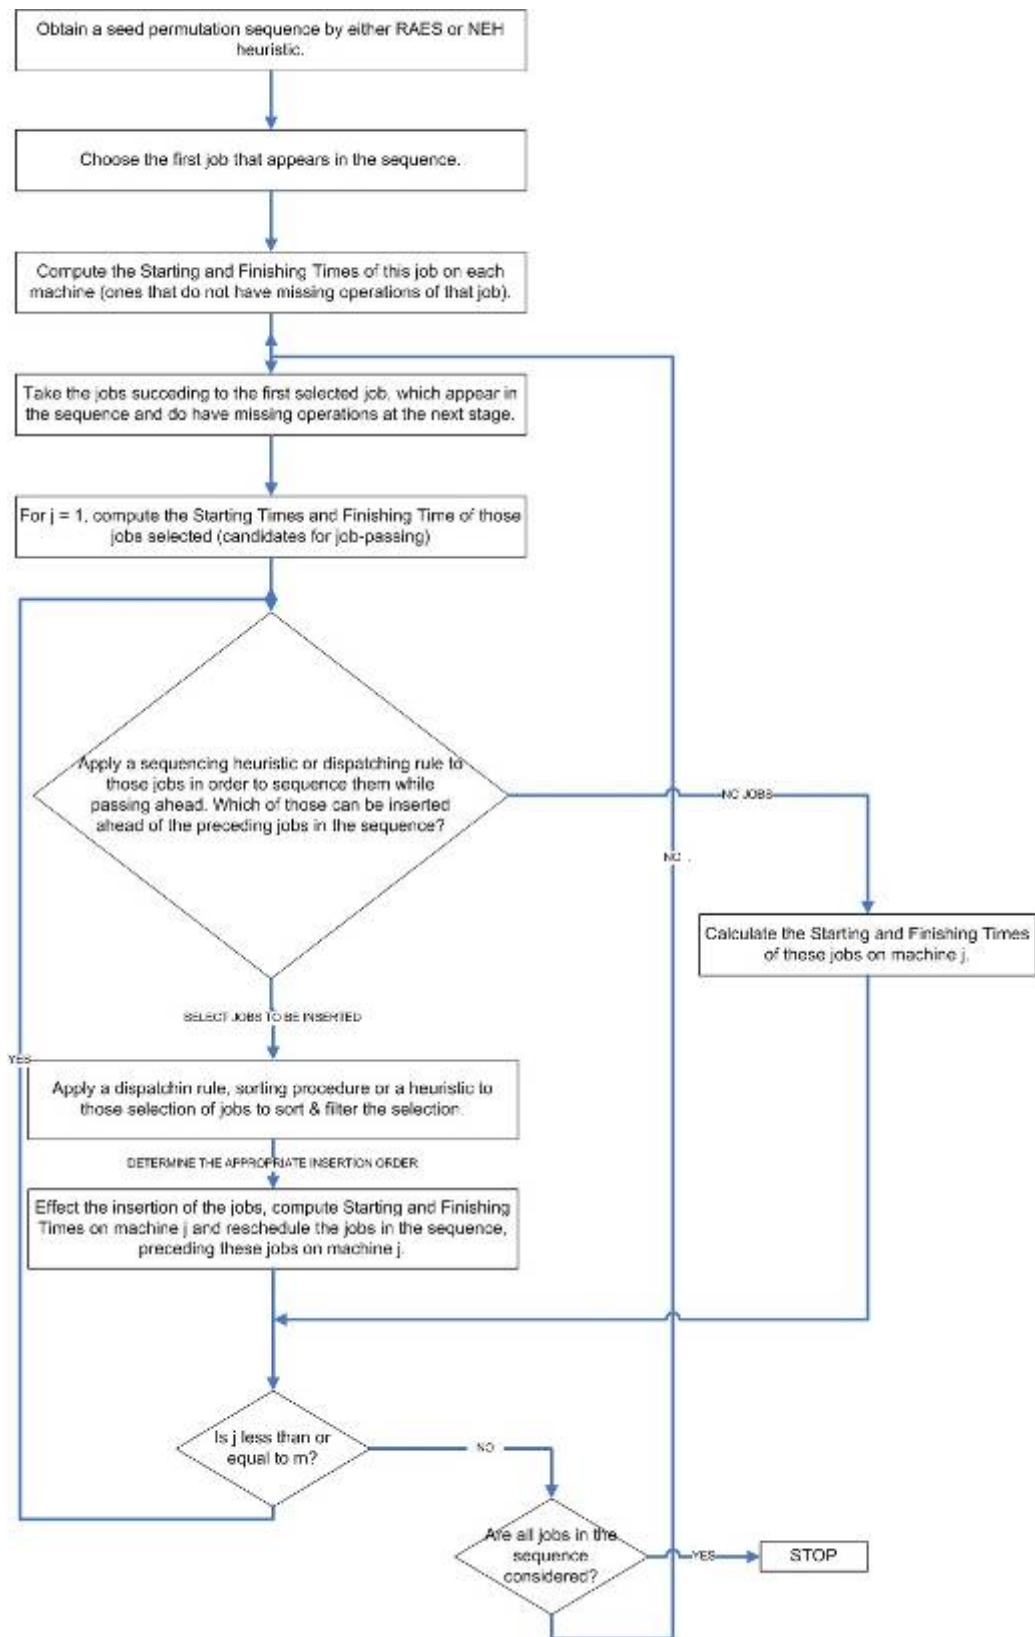 Obtain a seed permutation sequence by either RAES or NEH
heuristic.
Choose the first job that appears in the sequence.
Compute the Starting and Finishing Times of this job on each
machine (ones that do not have missing operations of that job).
Take the jobs succeding to the first selected job, which appear in
the sequence and do have missing operations at the next stage.
For j = 1, compute the Starting Times and Finishing Time of those
jobs selected (candidates for job-passing)
Apply a sequencing heuristic or dispatching rule to
those jobs in order to sequence them while
passing ahead. Which of those can be inserted
ahead of the preceding jobs in the sequence?
NO JOBS
NO
Calculate the Starting and Finishing Times
of these jobs on machine j.
SELECT JOBS TO BE INSERTED
YES
Apply a dispatchin rule, sorling procedure or a heuristic to
those selection of jobs to sort & filter the selection.
DETERMINE THE APPROPRIATE INSERTION ORDER
Effect the insertion of the jobs, compute Starting and Finishing
Times on machine j and reschedule the jobs in the sequence,
preceding these jobs on machine j.
Is j less than or
equal to m?
NO
Are all jobs in the
sequence
considered?
YES
STOP